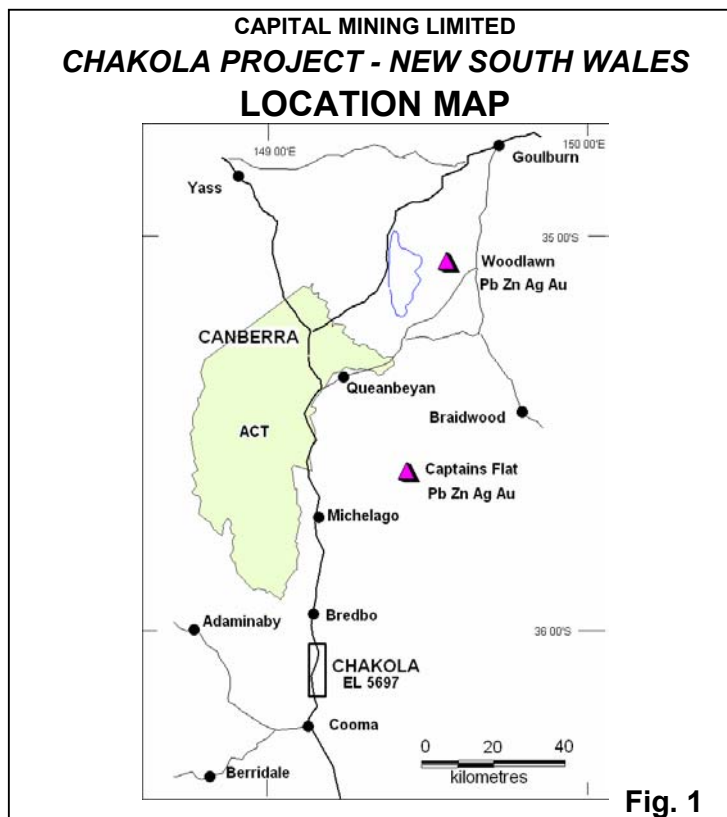 CAPITAL MINING LIMITED
CHAKOLA PROJECT - NEW SOUTH WALES
LOCATION MAP
149 00'E
150 00'E
Goulburn
Yass
35 00'S
Woodlawn
Pb Zn Ag Au
CANBERRA
Queanbeyan
Braidwood
ACT
Captains Flat
Pb Zn Ag Au
Michelago
Bredbo
Adaminaby
36 00'S
CHAKOLA
EL 5697
Cooma
0 20 40
kilometres
Berridale
Fig. 1